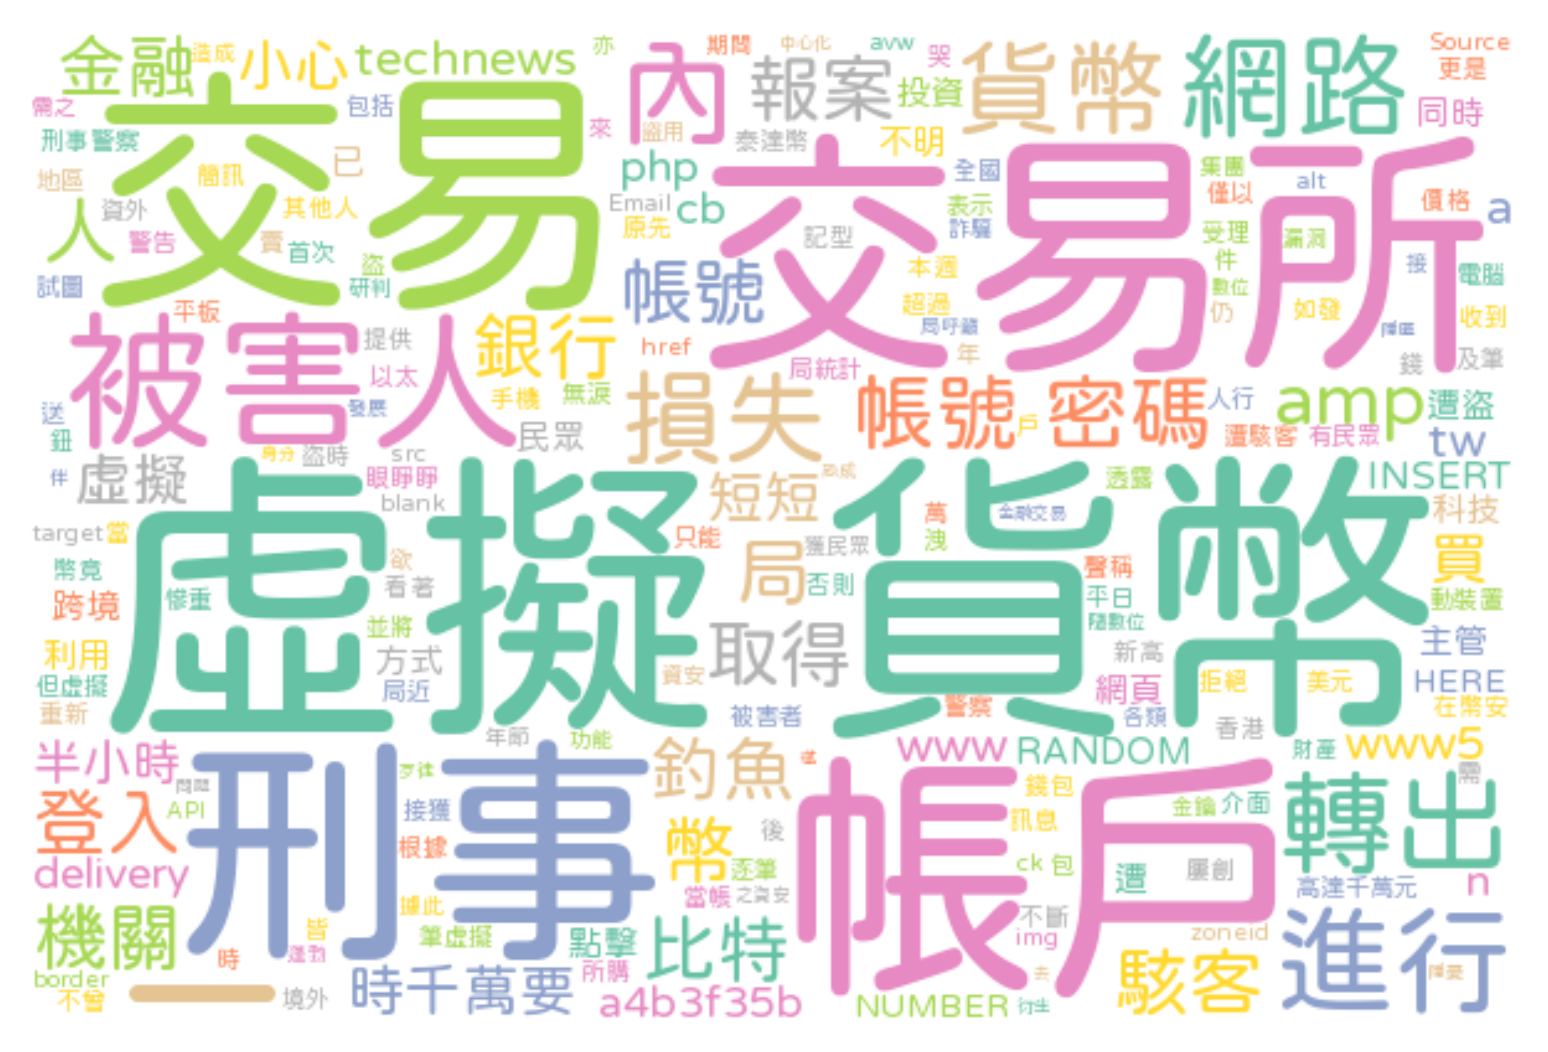 金融
造成
小心
technews
亦
期間
中心化
avw
哭
Source
更是
內
報案
投資
貨幣
網路
同時
需之
包括
交易
來
盜用
泰達幣
不明
刑事警察
已
簡訊
地區
php
全國
集團
alt
僅以
價格
a
交易所
人
資外
其他人
Email
cb
原先
表示
詐騙
記型
受理
漏洞
警告
賣
首次
盜
件
本週
接
電腦
試圖
研判
帳號
數位
超過
仍
如發
收到
平板
局呼籲
被害人
提供
銀行
href
年
局統計
錢
及筆
以太
手機
無淚
損失
帳號
密碼
人行
amp
遭盜
送
發展
戶
鈕
民眾
遭駭客
有民眾
tw
身分
盜時
src
虛擬
伴
眼睜睜
短短
透露
INSERT
blank
萬
金融交易
科技
target
當
只能
洩
虛擬貨幣
獲民眾
買
幣竟
欲
局
聲稱
看著
否則
平日
動裝置
跨境
慘重
隨數位
並將
取得
主管
利用
方式
新高
但虛擬
局近
資安
網頁
拒絕
美元
HERE
重新
被害者
警察
各類
在幣安
香港
年節
功能
半小時
釣魚
www
RANDOM
財產
www5
需
刑事
帳戶
錢包
API
接獲
金鑰
介面
轉出
登入
幣
後
訊息
根據
逐筆
ck
包
遭
屢創
delivery
當帳
之資安
高達千萬元
n
據此
機關
皆
不斷
筆虛擬
點擊
比特
img
zoneid
進行
時
所購
駭客
border
不曾
一
境外
時千萬要
a4b3f35b
去
NUMBER
衍生